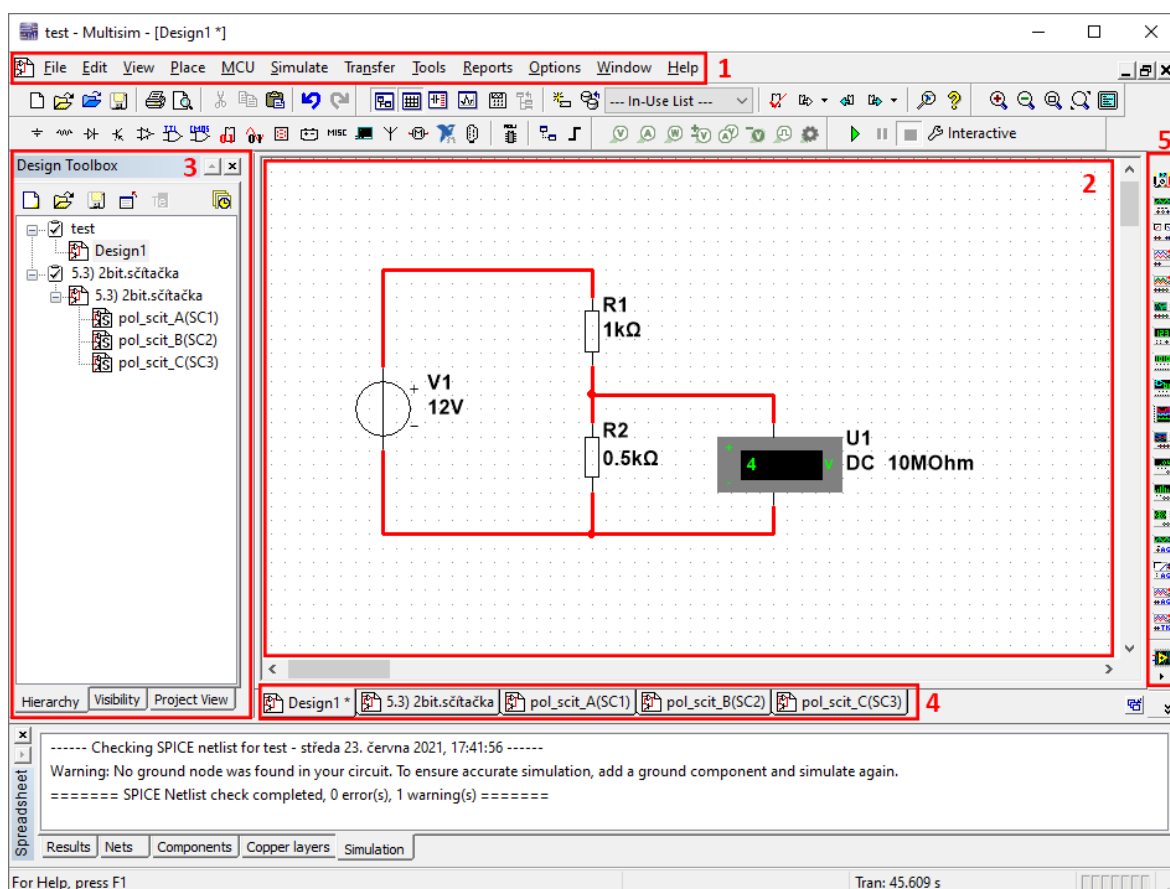 test - Multisim - [Design1 *]
File Edit View Place MCU Simulate Transfer Tools Reports Options Window Help 1
--- In-Use List ---
MISC Interactive
Design Toolbox 3
test
Design1
5.3) 2bit.sčítačka
5.3) 2bit.sčítačka
pol_scit_A(SC1)
pol_scit_B(SC2)
pol_scit_C(SC3)
Hierarchy Visibility Project View
2
5
R1
1kΩ
V1
12V
R2
0.5kΩ
U1
DC 10MOhm
4 V
Design1 * 5.3) 2bit.sčítačka pol_scit_A(SC1) pol_scit_B(SC2) pol_scit_C(SC3) 4
Spreadsheet
------ Checking SPICE netlist for test - středa 23. června 2021, 17:41:56 ------
Warning: No ground node was found in your circuit. To ensure accurate simulation, add a ground component and simulate again.
======= SPICE Netlist check completed, 0 error(s), 1 warning(s) =======
Results Nets Components Copper layers Simulation
For Help, press F1 Tran: 45.609 s